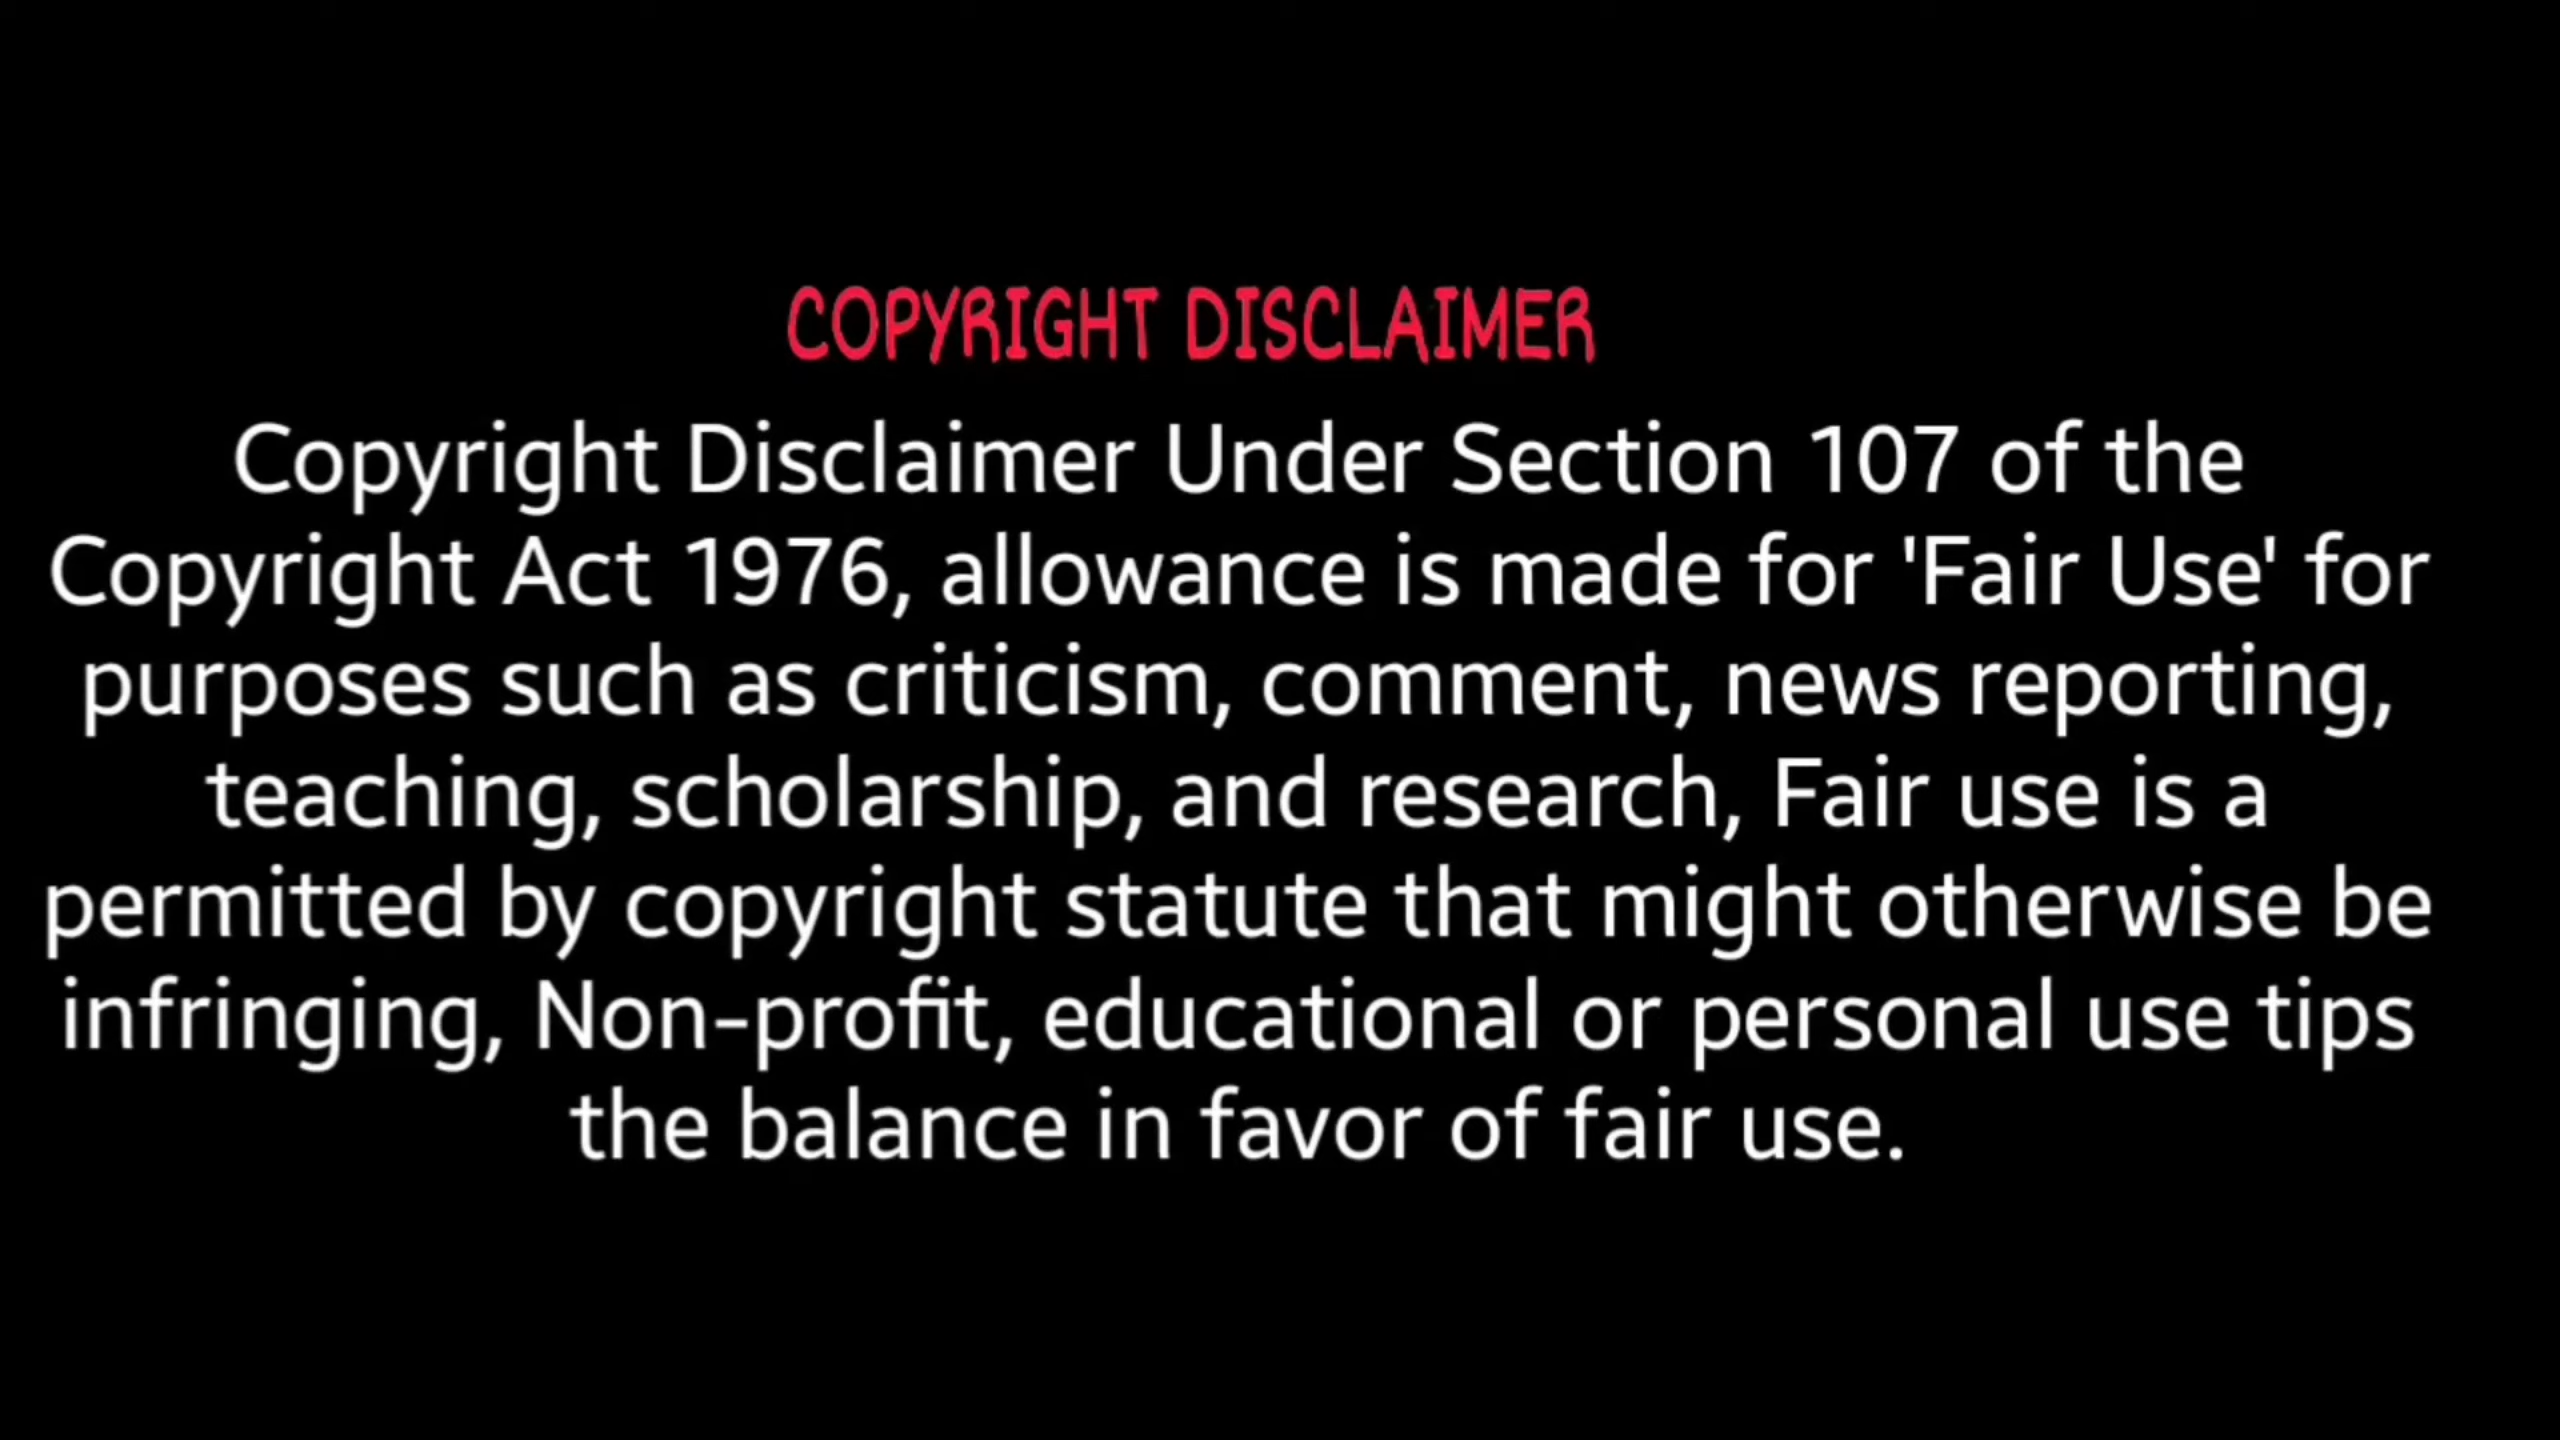 COPYRIGHT DISCLAIMER
Copyright Disclaimer Under Section 107 of the
Copyright Act 1976, allowance is made for 'Fair Use' for
purposes such as criticism, comment, news reporting,
teaching, scholarship, and research, Fair use is a
permitted by copyright statute that might otherwise be
infringing, Non-profit, educational or personal use tips
the balance in favor of fair use.